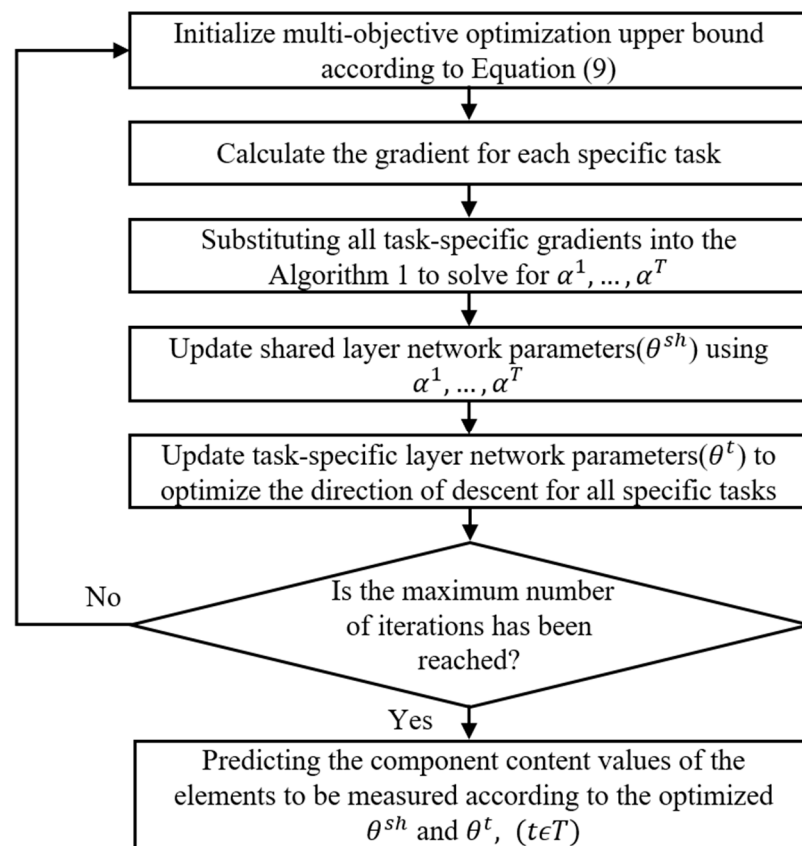 Initialize multi-objective optimization upper bound
according to Equation (9)
Calculate the gradient for each specific task
Substituting all task-specific gradients into the
Algorithm 1 to solve for α¹, … , αᵀ
Update shared layer network parameters(θˢʰ) using
α¹, … , αᵀ
Update task-specific layer network parameters(θᵗ) to
optimize the direction of descent for all specific tasks
Is the maximum number
of iterations has been
reached?
No
Yes
Predicting the component content values of the
elements to be measured according to the optimized
θˢʰ and θᵗ, (tϵT)